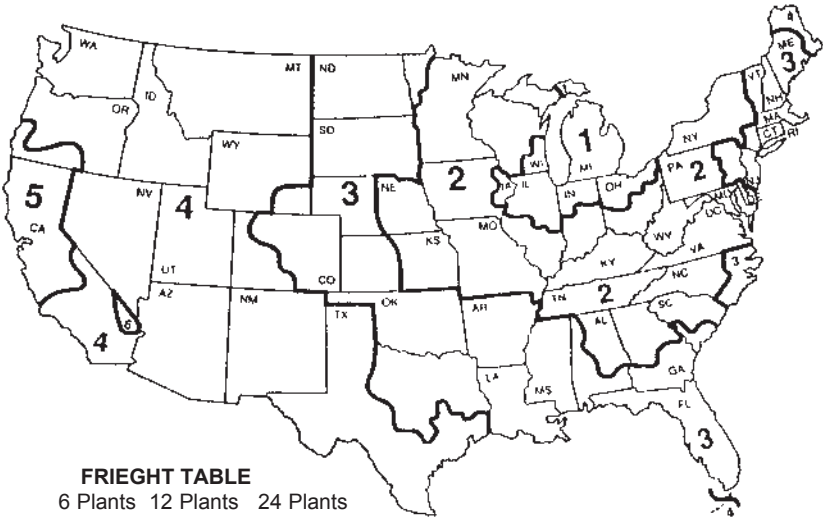 4
WA
ME
3
MT
ND
MN
VT
OR
ID
NH
MA
1
NY
CT
RI
SD
WY
WI
MI
PA
2
5
NV
4
3
NE
2
IA
IL
IN
OH
NJ
MD
DC
CA
MO
WV
VA
KS
KY
UT
CO
3
NC
AZ
NM
OK
TN
2
TX
AR
SC
6
AL
4
LA
MS
GA
FL
3
FRIEGHT TABLE
6 Plants 12 Plants 24 Plants
4